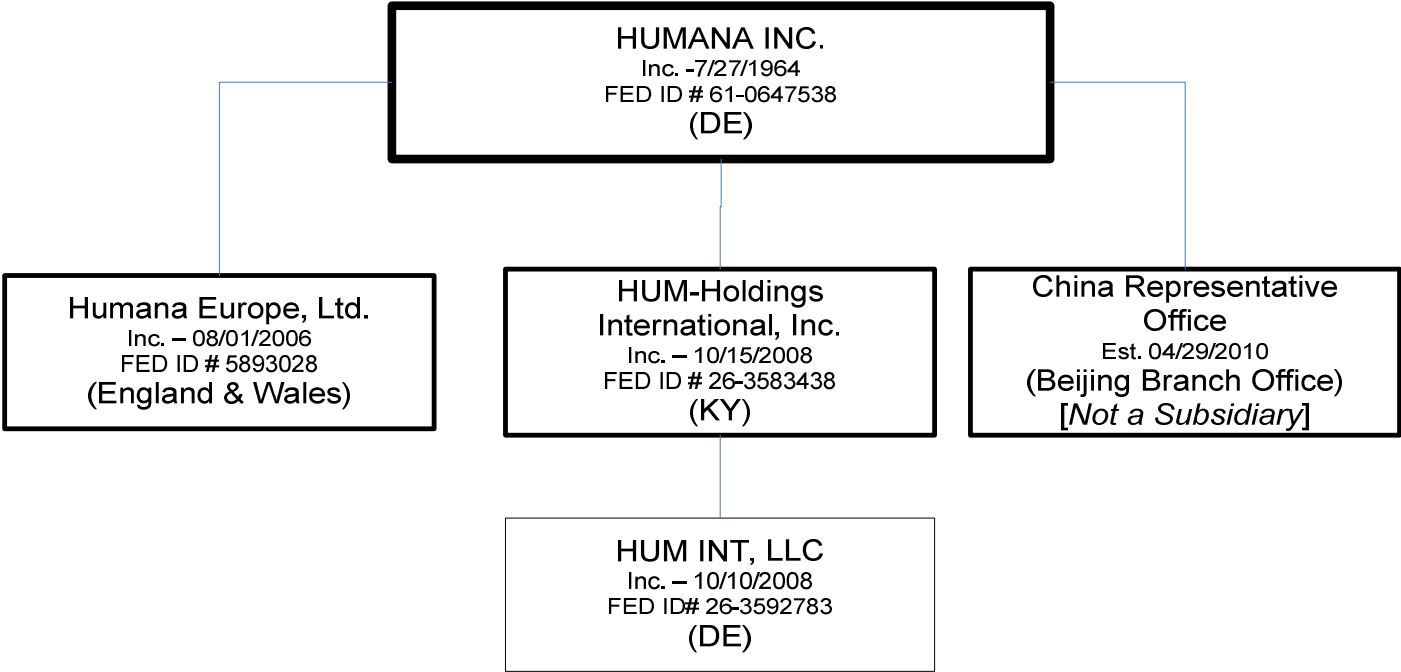 HUMANA INC.
Inc. -7/27/1964
FED ID # 61-0647538
(DE)
Humana Europe, Ltd.
Inc. – 08/01/2006
FED ID # 5893028
(England & Wales)
HUM-Holdings
International, Inc.
Inc. – 10/15/2008
FED ID # 26-3583438
(KY)
China Representative
Office
Est. 04/29/2010
(Beijing Branch Office)
[Not a Subsidiary]
HUM INT, LLC
Inc. – 10/10/2008
FED ID# 26-3592783
(DE)